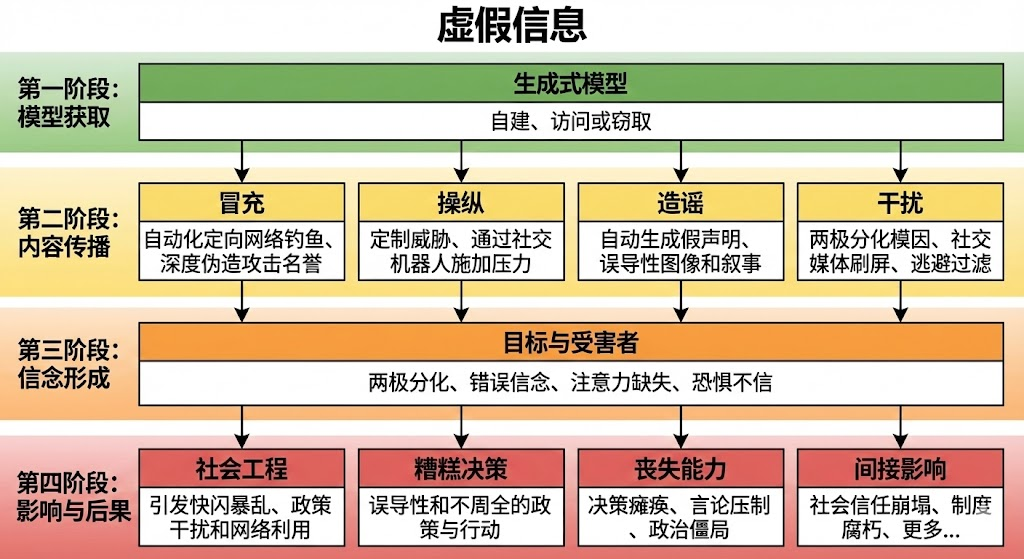 虚假信息
第一阶段：
模型获取
生成式模型
自建、访问或窃取
第二阶段：
内容传播
冒充
自动化定向网络钓鱼、
深度伪造攻击名誉
操纵
定制威胁、通过社交
机器人施加压力
造谣
自动生成假声明、
误导性图像和叙事
干扰
两极分化模因、社交
媒体刷屏、逃避过滤
第三阶段：
信念形成
目标与受害者
两极分化、错误信念、注意力缺失、恐惧不信
第四阶段：
影响与后果
社会工程
引发快闪暴乱、政策
干扰和网络利用
糟糕决策
误导性和不周全的政
策与行动
丧失能力
决策瘫痪、言论压制
、政治僵局
间接影响
社会信任崩塌、制度
腐朽、更多...